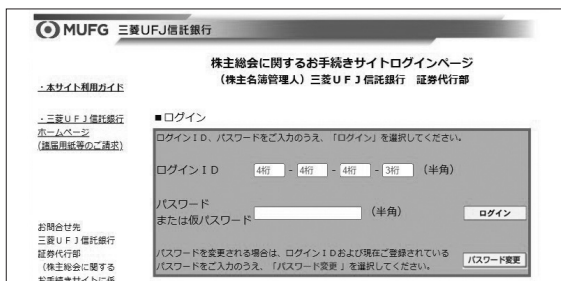 MUFG 三菱UFJ信託銀行
株主総会に関するお手続きサイトログインページ
(株主名簿管理人)三菱UFJ信託銀行 証券代行部
・本サイト利用ガイド
・三菱UFJ信託銀行
ホームページ
(諸届用紙等のご請求)
お問合せ先
三菱UFJ信託銀行
証券代行部
(株主総会に関する
お手続きサイトに係
■ログイン
ログインID、パスワードをご入力のうえ、「ログイン」を選択してください。
ログインID 4桁 - 4桁 - 4桁 - 3桁 (半角)
パスワード
または仮パスワード (半角) ログイン
パスワードを変更される場合は、ログインIDおよび現在ご登録されている
パスワードをご入力のうえ、「パスワード変更」を選択してください。 パスワード変更